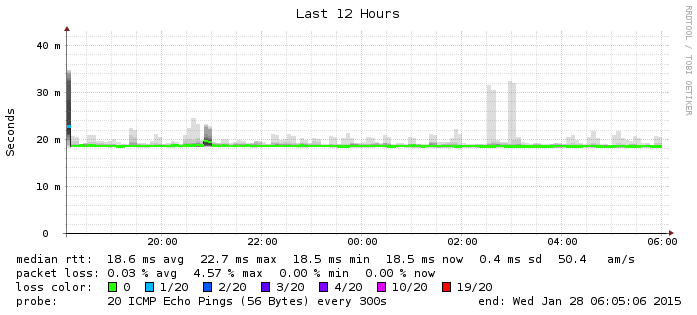 Last 12 Hours
RRDTOOL / TOBI OETIKER
Seconds
40 m
30 m
20 m
10 m
0
20:00 22:00 00:00 02:00 04:00 06:00
median rtt: 18.6 ms avg 22.7 ms max 18.5 ms min 18.5 ms now 0.4 ms sd 50.4 am/s
packet loss: 0.03 % avg 4.57 % max 0.00 % min 0.00 % now
loss color: 0 1/20 2/20 3/20 4/20 10/20 19/20
probe: 20 ICMP Echo Pings (56 Bytes) every 300s end: Wed Jan 28 06:05:06 2015